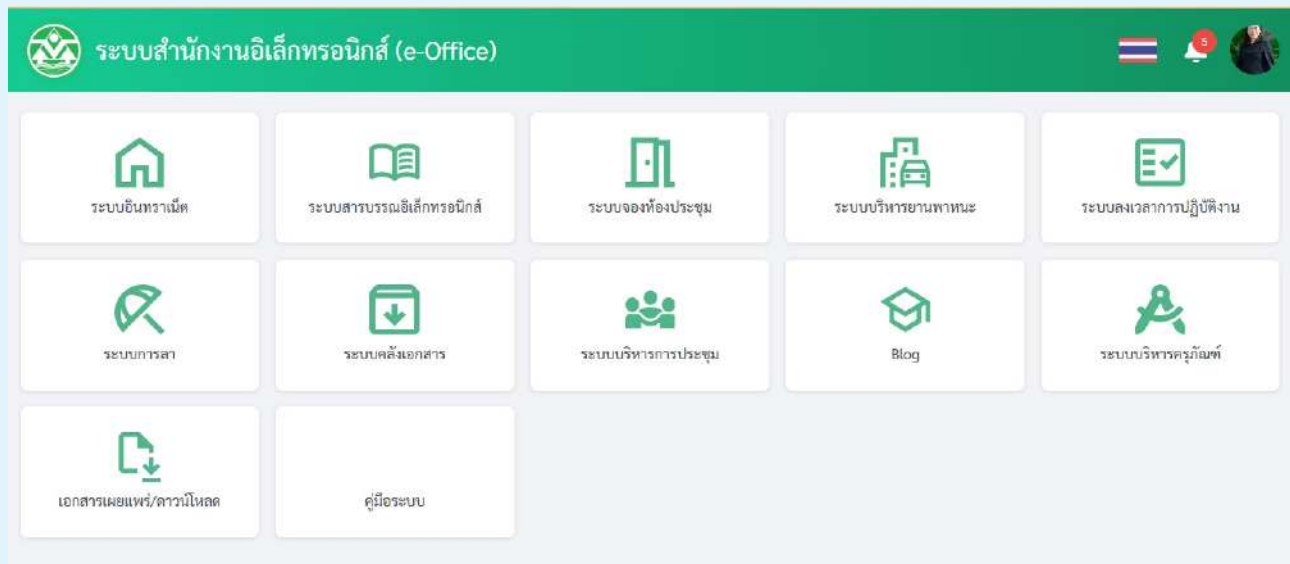 ระบบสำนักงานอิเล็กทรอนิกส์ (e-Office)
5
ระบบอินทราเน็ต
ระบบสารบรรณอิเล็กทรอนิกส์
ระบบจองห้องประชุม
ระบบบริหารยานพาหนะ
ระบบลงเวลาการปฏิบัติงาน
ระบบการลา
ระบบคลังเอกสาร
ระบบบริหารการประชุม
Blog
ระบบบริหารครุภัณฑ์
เอกสารเผยแพร่/ดาวน์โหลด
คู่มือระบบ